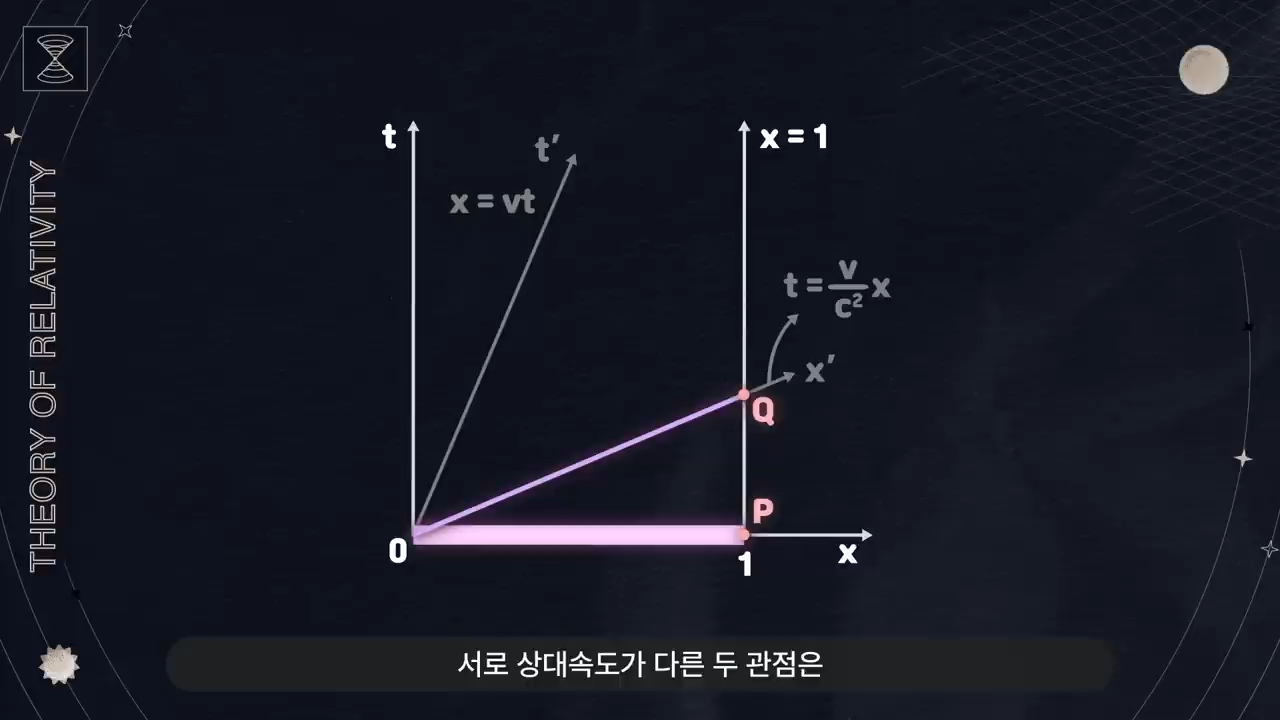 THEORY OF RELATIVITY
t
t′
x = vt
x = 1
t = v/c² x
x′
Q
P
0
1
x
서로 상대속도가 다른 두 관점은